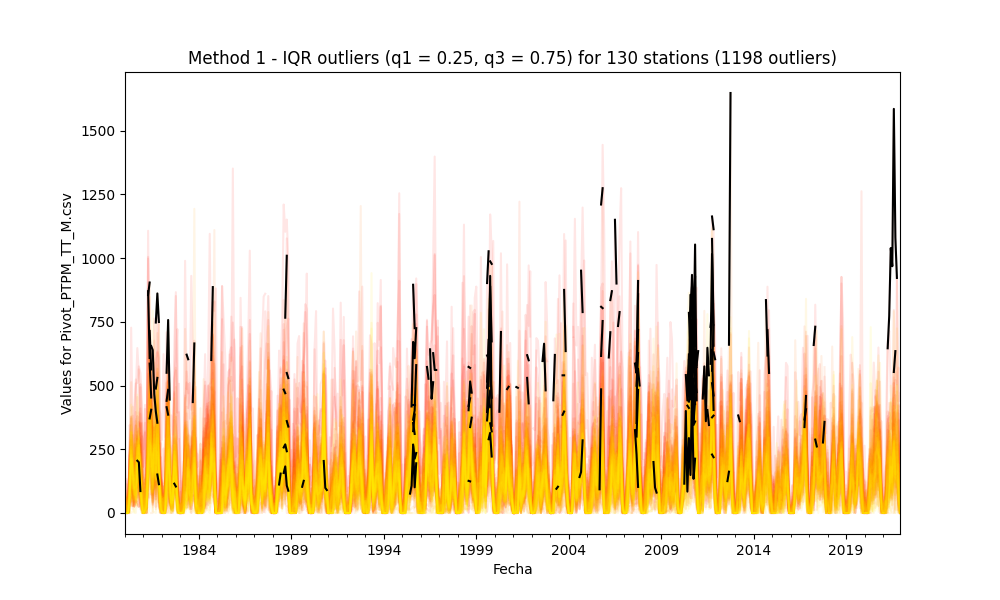 Method 1 - IQR outliers (q1 = 0.25, q3 = 0.75) for 130 stations (1198 outliers)
Values for Pivot_PTPM_TT_M.csv
1500
1250
1000
750
500
250
0
1984 1989 1994 1999 2004 2009 2014 2019
Fecha